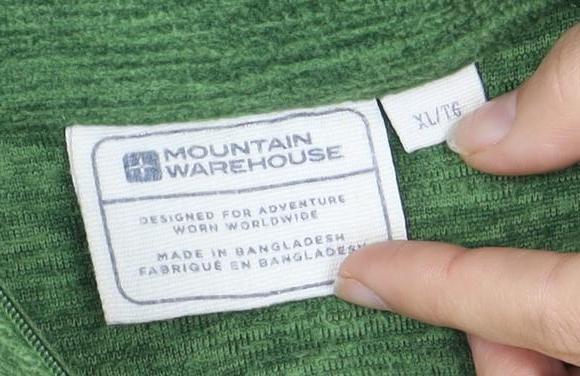 MOUNTAIN
WAREHOUSE
XL/TG
DESIGNED FOR ADVENTURE
WORN WORLDWIDE
MADE IN BANGLADESH
FABRIQUÉ EN BANGLADESH